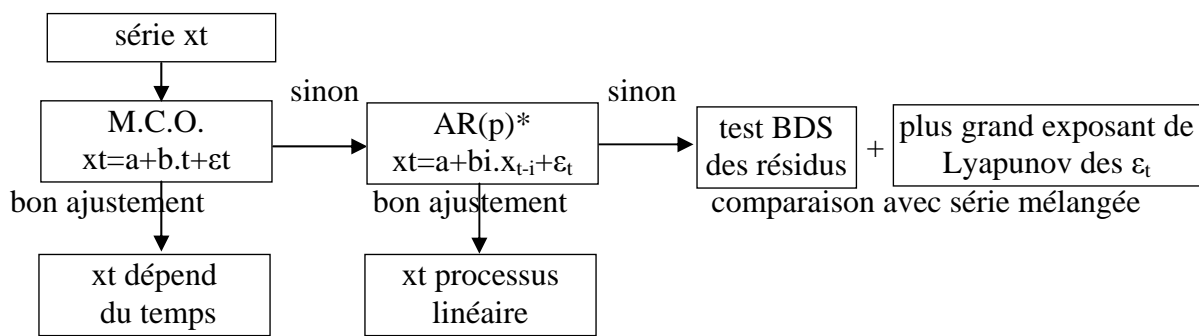 série xt
M.C.O.
xt=a+b.t+εt
bon ajustement
xt dépend
du temps
sinon
AR(p)*
xt=a+bi.xt-i+εt
bon ajustement
xt processus
linéaire
sinon
test BDS
des résidus
+
plus grand exposant de
Lyapunov des εt
comparaison avec série mélangée